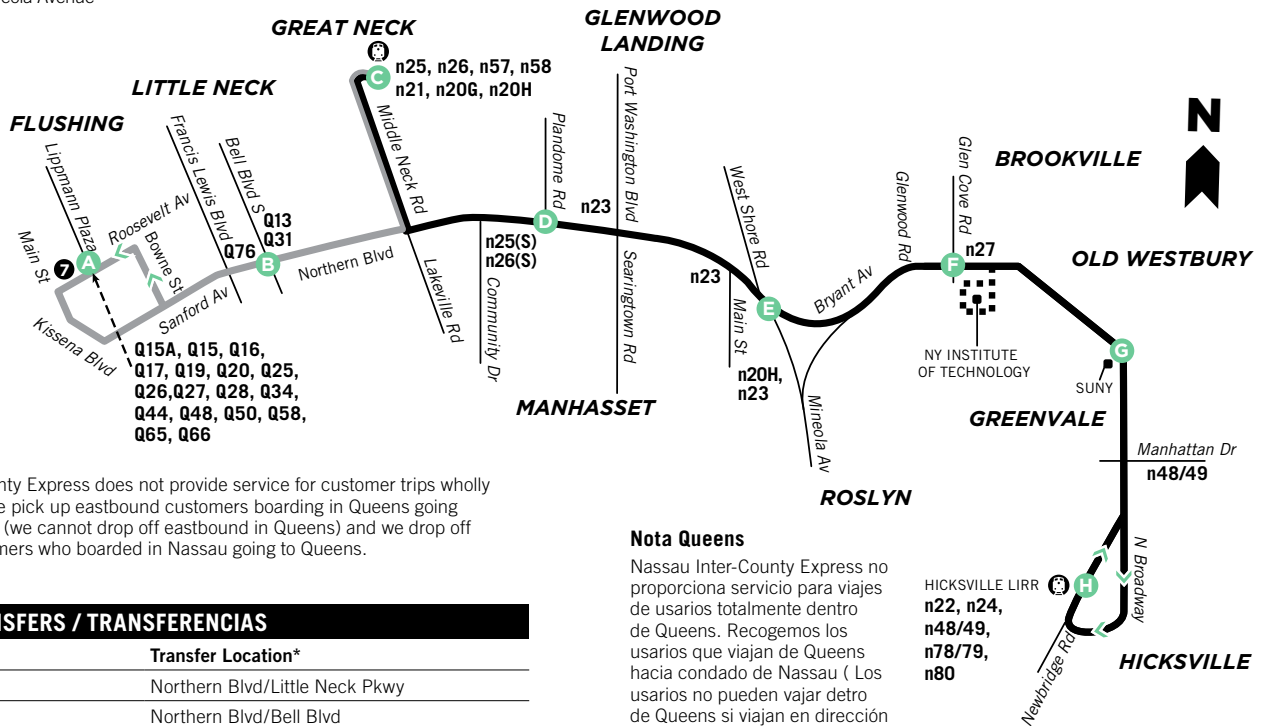 eola Avenue
GLENWOOD
LANDING
GREAT NECK
C
n25, n26, n57, n58
n21, n20G, n20H
LITTLE NECK
FLUSHING
Lippmann Plaza
Roosevelt Av
Bowne St
Main St
7
A
Kissena Blvd
Sanford Av
Francis Lewis Blvd
Bell Blvd S
Q13
Q31
Q76
B
Northern Blvd
Middle Neck Rd
Lakeville Rd
Q15A, Q15, Q16,
Q17, Q19, Q20, Q25,
Q26,Q27, Q28, Q34,
Q44, Q48, Q50, Q58,
Q65, Q66
n25(S)
n26(S)
Community Dr
Plandome Rd
D
n23
Port Washington Blvd
Searingtown Rd
MANHASSET
West Shore Rd
n23
Main St
E
n20H,
n23
Bryant Av
Mineola Av
ROSLYN
Glenwood Rd
Glen Cove Rd
F
n27
NY INSTITUTE
OF TECHNOLOGY
N
BROOKVILLE
OLD WESTBURY
G
SUNY
GREENVALE
Manhattan Dr
n48/49
N Broadway
HICKSVILLE LIRR
H
n22, n24,
n48/49,
n78/79,
n80
Newbridge Rd
HICKSVILLE
nty Express does not provide service for customer trips wholly
e pick up eastbound customers boarding in Queens going
(we cannot drop off eastbound in Queens) and we drop off
mers who boarded in Nassau going to Queens.
Nota Queens
Nassau Inter-County Express no
proporciona servicio para viajes
de usarios totalmente dentro
de Queens. Recogemos los
usarios que viajan de Queens
hacia condado de Nassau ( Los
usarios no pueden vajar detro
de Queens si viajan en dirección
NSFERS / TRANSFERENCIAS
Transfer Location*
Northern Blvd/Little Neck Pkwy
Northern Blvd/Bell Blvd